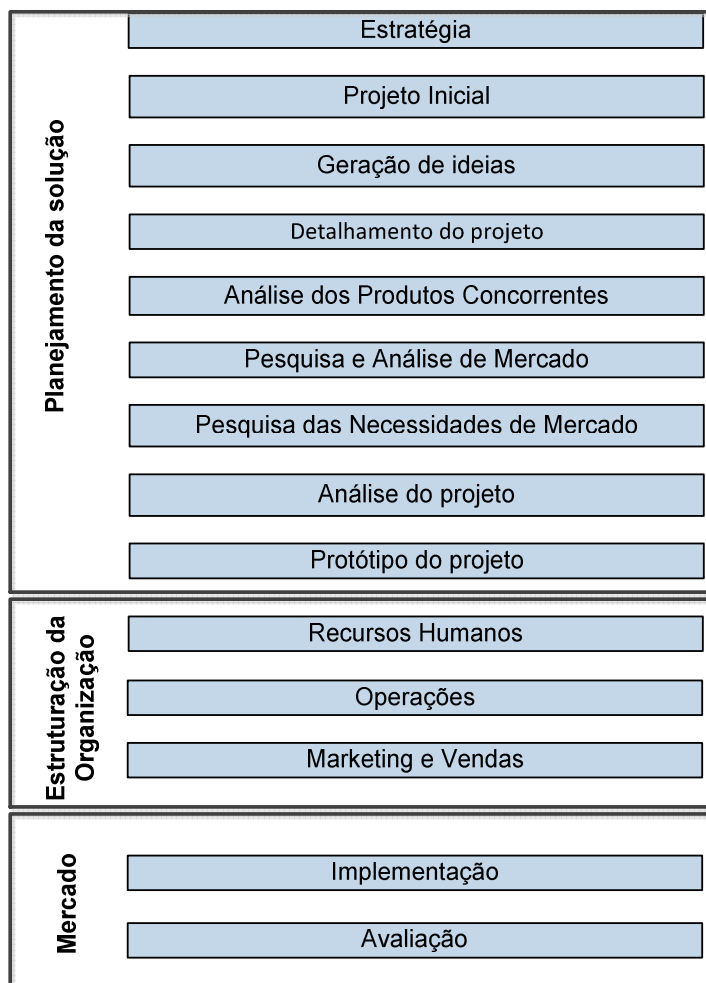 Planejamento da solução
Estratégia
Projeto Inicial
Geração de ideias
Detalhamento do projeto
Análise dos Produtos Concorrentes
Pesquisa e Análise de Mercado
Pesquisa das Necessidades de Mercado
Análise do projeto
Protótipo do projeto
Estruturação da
Organização
Recursos Humanos
Operações
Marketing e Vendas
Mercado
Implementação
Avaliação